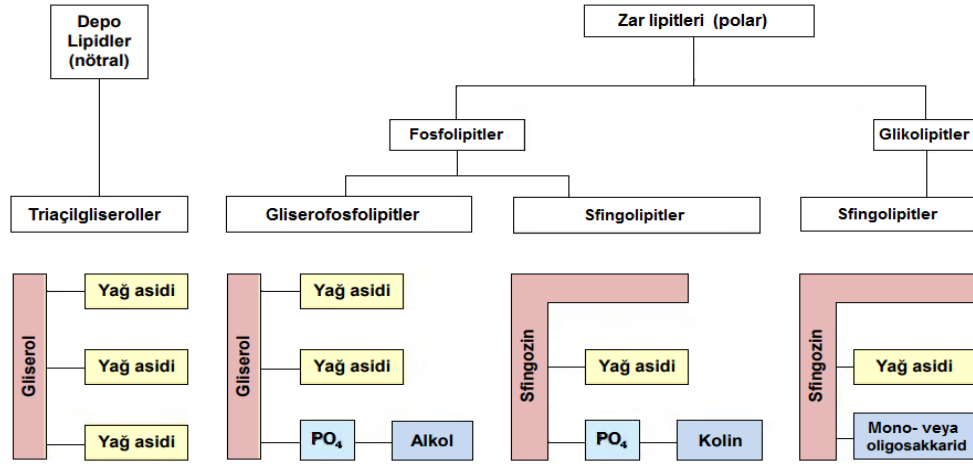 Depo
Lipidler
(nötral)
Zar lipitleri (polar)
Fosfolipitler
Glikolipitler
Triaçilgliseroller
Gliserofosfolipitler
Sfingolipitler
Sfingolipitler
Gliserol
Yağ asidi
Yağ asidi
Yağ asidi
Gliserol
Yağ asidi
Yağ asidi
PO₄
Alkol
Sfingozin
Yağ asidi
PO₄
Kolin
Sfingozin
Yağ asidi
Mono- veya
oligosakkarid